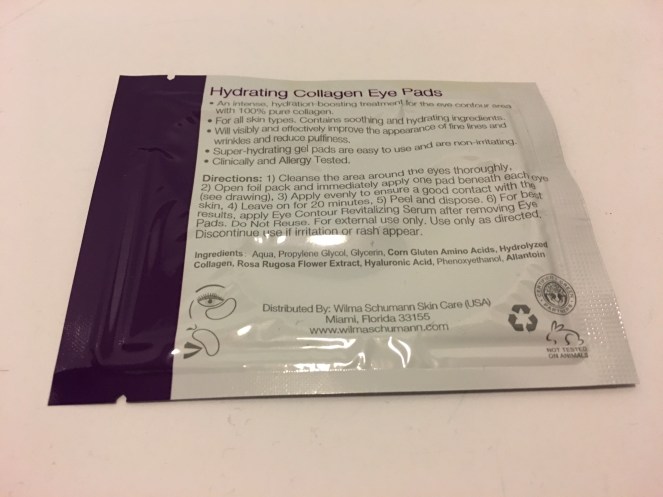 Hydrating Collagen Eye Pads
• An intense, hydration-boosting treatment for the eye contour area
with 100% pure collagen.
• For all skin types. Contains soothing and hydrating ingredients.
• Will visibly and effectively improve the appearance of fine lines and
wrinkles and reduce puffiness.
• Super-hydrating gel pads are easy to use and are non-irritating.
• Clinically and Allergy Tested.
Directions: 1) Cleanse the area around the eyes thoroughly.
2) Open foil pack and immediately apply one pad beneath each eye
(see drawing), 3) Apply evenly to ensure a good contact with the
skin, 4) Leave on for 20 minutes, 5) Peel and dispose. 6) For best
results, apply Eye Contour Revitalizing Serum after removing Eye
Pads. Do Not Reuse. For external use only. Use only as directed.
Discontinue use if irritation or rash appear.
Ingredients: Aqua, Propylene Glycol, Glycerin, Corn Gluten Amino Acids, Hydrolyzed
Collagen, Rosa Rugosa Flower Extract, Hyaluronic Acid, Phenoxyethanol, Allantoin
Distributed By: Wilma Schumann Skin Care (USA)
Miami, Florida 33155
www.wilmaschumann.com
NOT TESTED
ON ANIMALS